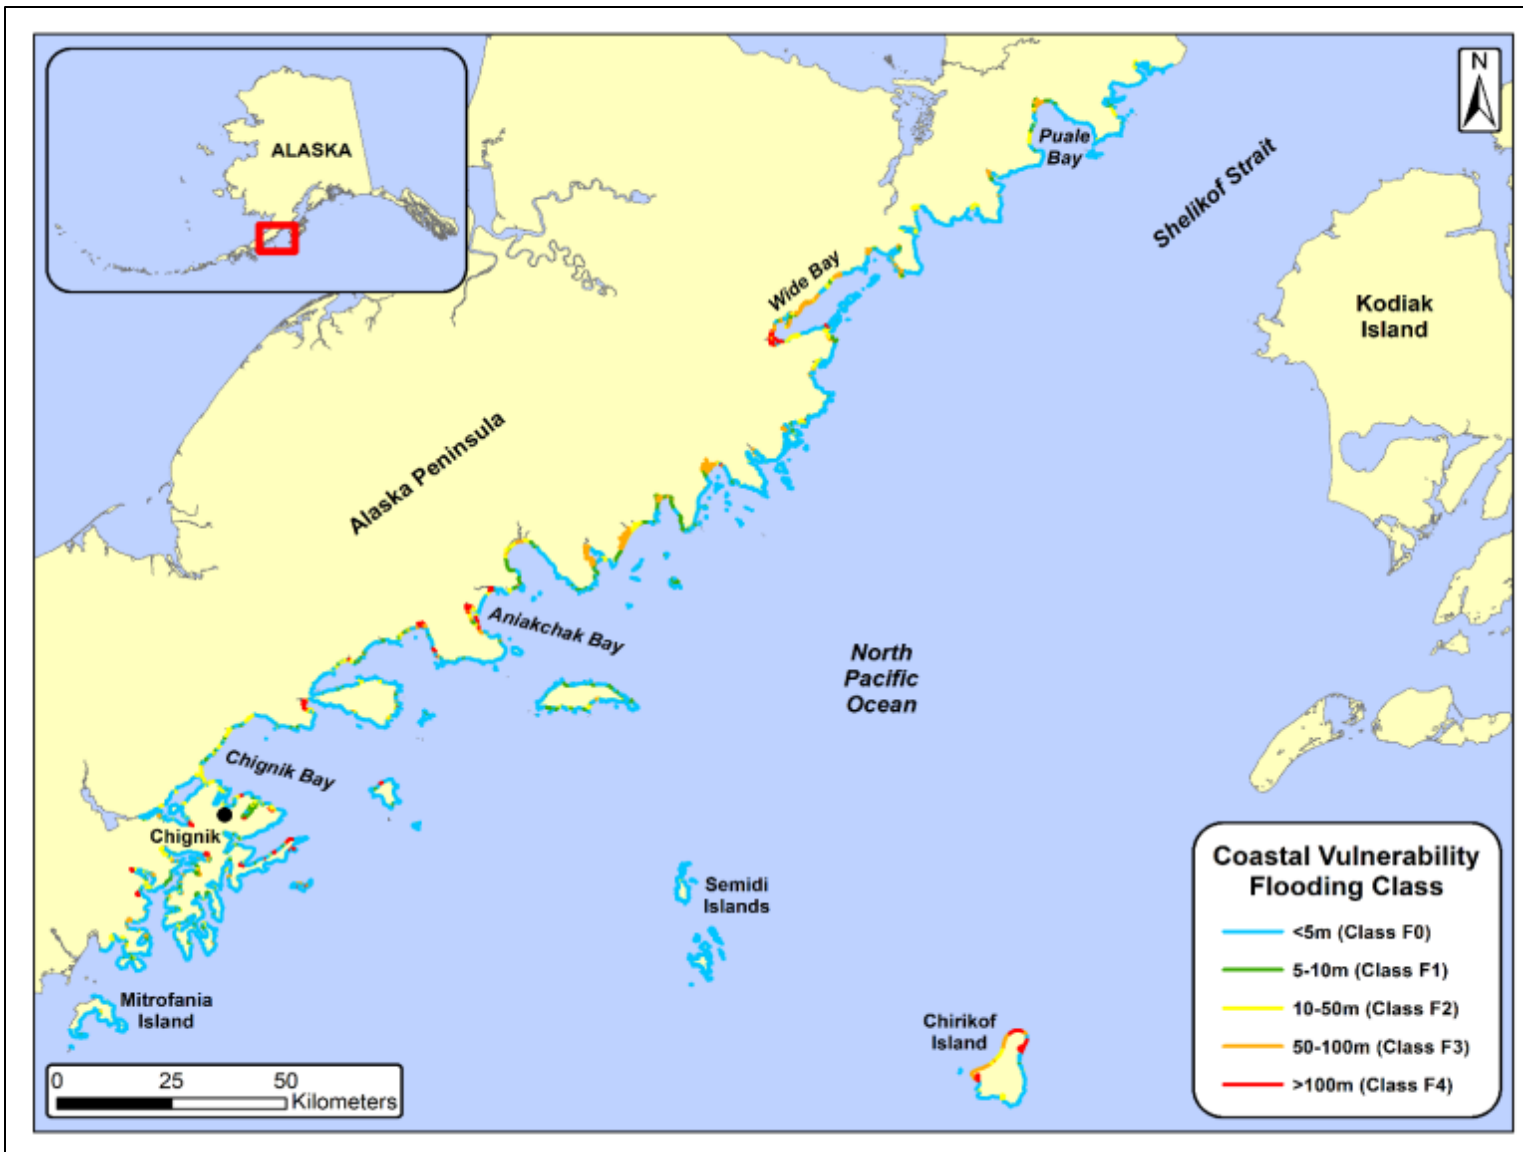 ALASKA
N
Puale
Bay
Shelikof Strait
Wide Bay
Kodiak
Island
Alaska Peninsula
Aniakchak Bay
North
Pacific
Ocean
Chignik Bay
Chignik
Semidi
Islands
Mitrofania
Island
Chirikof
Island
0 25 50
Kilometers
Coastal Vulnerability
Flooding Class
<5m (Class F0)
5-10m (Class F1)
10-50m (Class F2)
50-100m (Class F3)
>100m (Class F4)